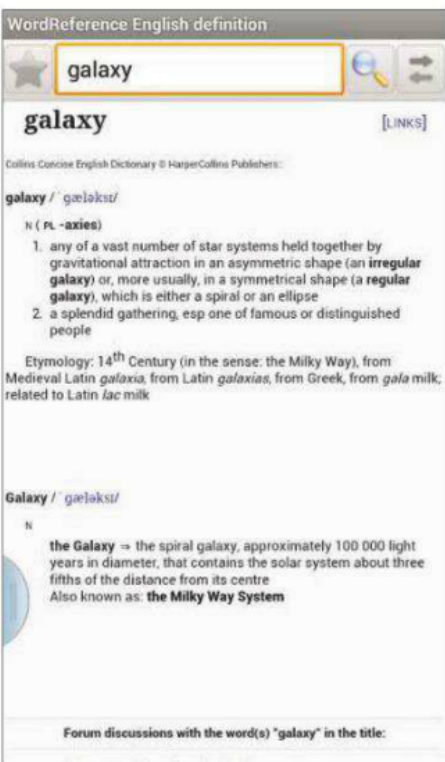 WordReference English definition
galaxy
galaxy [LINKS]
Collins Concise English Dictionary © HarperCollins Publishers::
galaxy /ˈgæləksɪ/
N ( PL -axies)
1. any of a vast number of star systems held together by
gravitational attraction in an asymmetric shape (an irregular
galaxy) or, more usually, in a symmetrical shape (a regular
galaxy), which is either a spiral or an ellipse
2. a splendid gathering, esp one of famous or distinguished
people
Etymology: 14th Century (in the sense: the Milky Way), from
Medieval Latin galaxia, from Latin galaxias, from Greek, from gala milk;
related to Latin lac milk
Galaxy /ˈgæləksɪ/
N
the Galaxy ⇒ the spiral galaxy, approximately 100 000 light
years in diameter, that contains the solar system about three
fifths of the distance from its centre
Also known as: the Milky Way System
Forum discussions with the word(s) "galaxy" in the title: